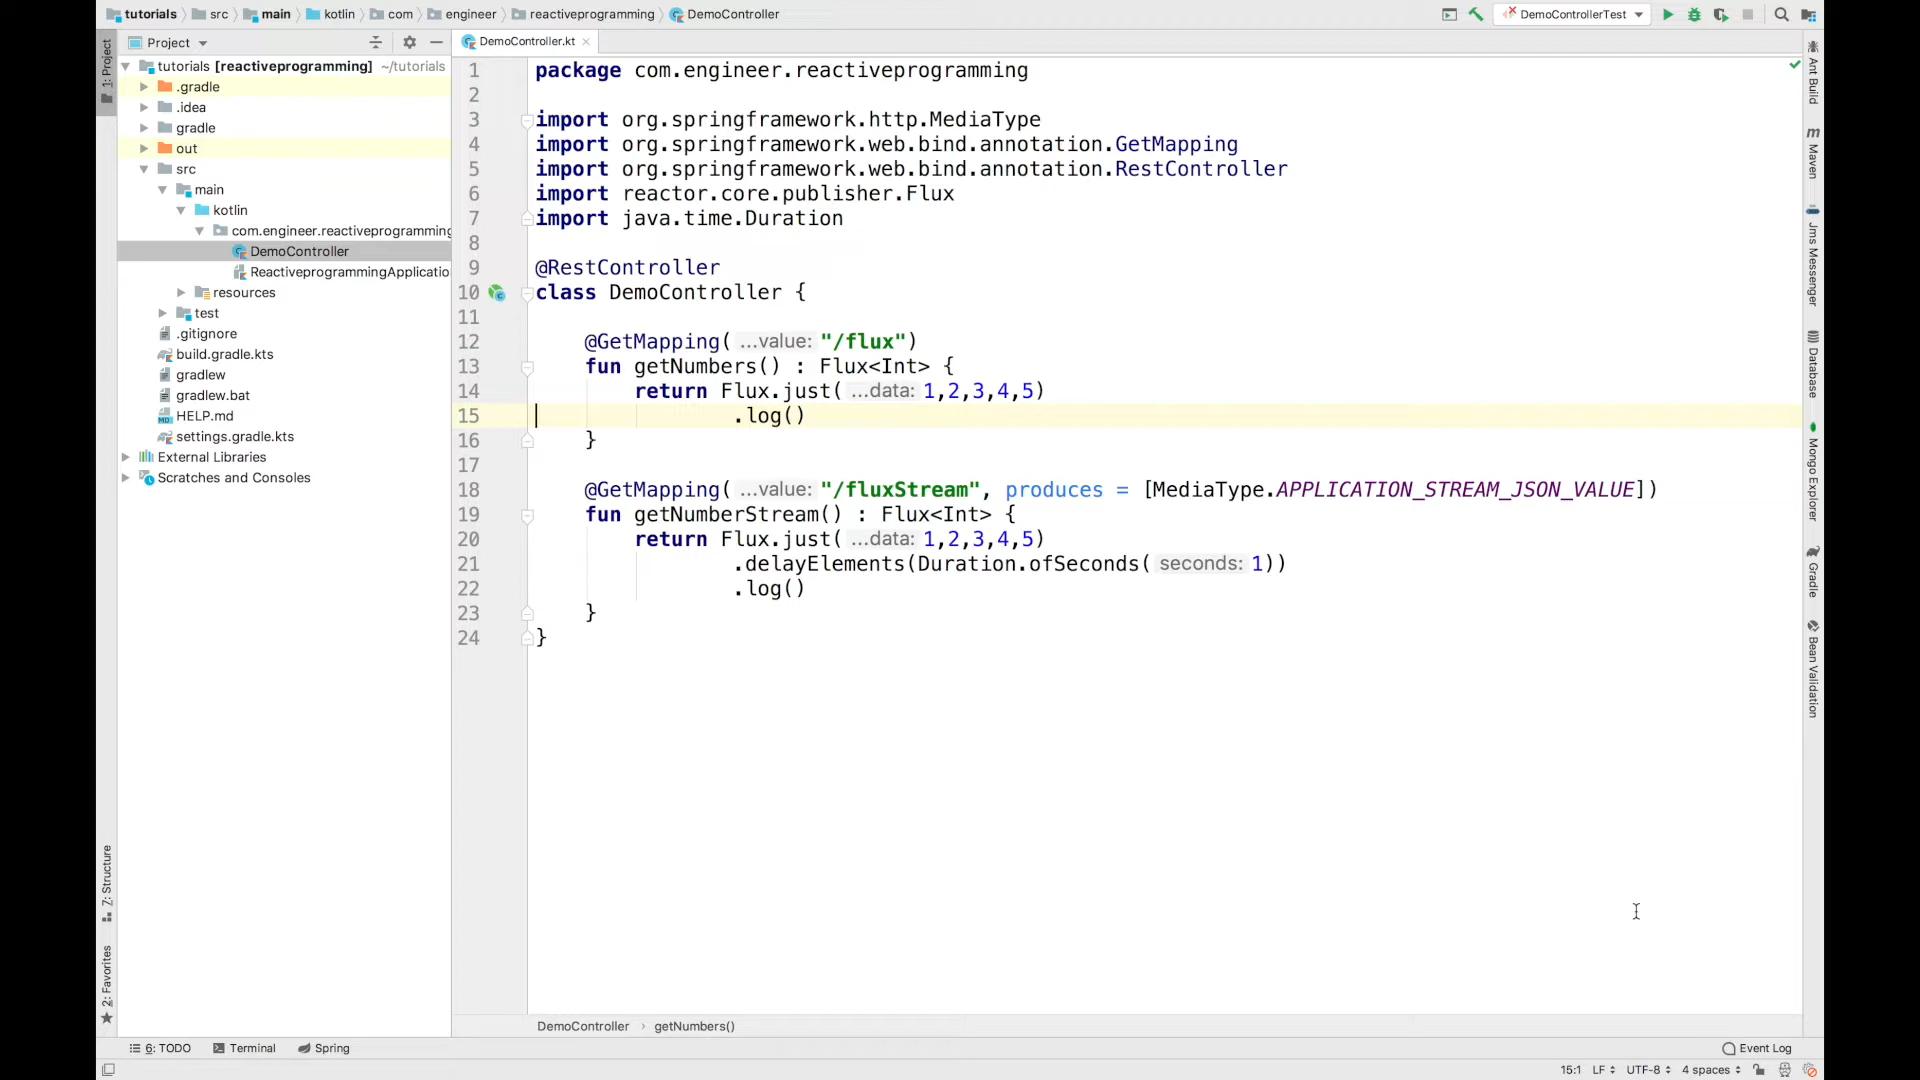 tutorials src main kotlin com engineer reactiveprogramming DemoController
DemoControllerTest
Project
DemoController.kt
1: Project
tutorials [reactiveprogramming] ~/tutorials
.gradle
.idea
gradle
out
src
main
kotlin
com.engineer.reactiveprogramming
DemoController
ReactiveprogrammingApplicatio
resources
test
.gitignore
build.gradle.kts
gradlew
gradlew.bat
HELP.md
settings.gradle.kts
External Libraries
Scratches and Consoles
1 package com.engineer.reactiveprogramming
2
3 import org.springframework.http.MediaType
4 import org.springframework.web.bind.annotation.GetMapping
5 import org.springframework.web.bind.annotation.RestController
6 import reactor.core.publisher.Flux
7 import java.time.Duration
8
9 @RestController
10 class DemoController {
11
12 @GetMapping( ...value: "/flux")
13 fun getNumbers() : Flux<Int> {
14 return Flux.just( ...data: 1,2,3,4,5)
15 .log()
16 }
17
18 @GetMapping( ...value: "/fluxStream", produces = [MediaType.APPLICATION_STREAM_JSON_VALUE])
19 fun getNumberStream() : Flux<Int> {
20 return Flux.just( ...data: 1,2,3,4,5)
21 .delayElements(Duration.ofSeconds( seconds: 1))
22 .log()
23 }
24 }
Ant Build
m Maven
Jms Messenger
Database
Mongo Explorer
Gradle
Bean Validation
Z: Structure
2: Favorites
DemoController getNumbers()
6: TODO Terminal Spring
Event Log
15:1 LF UTF-8 4 spaces